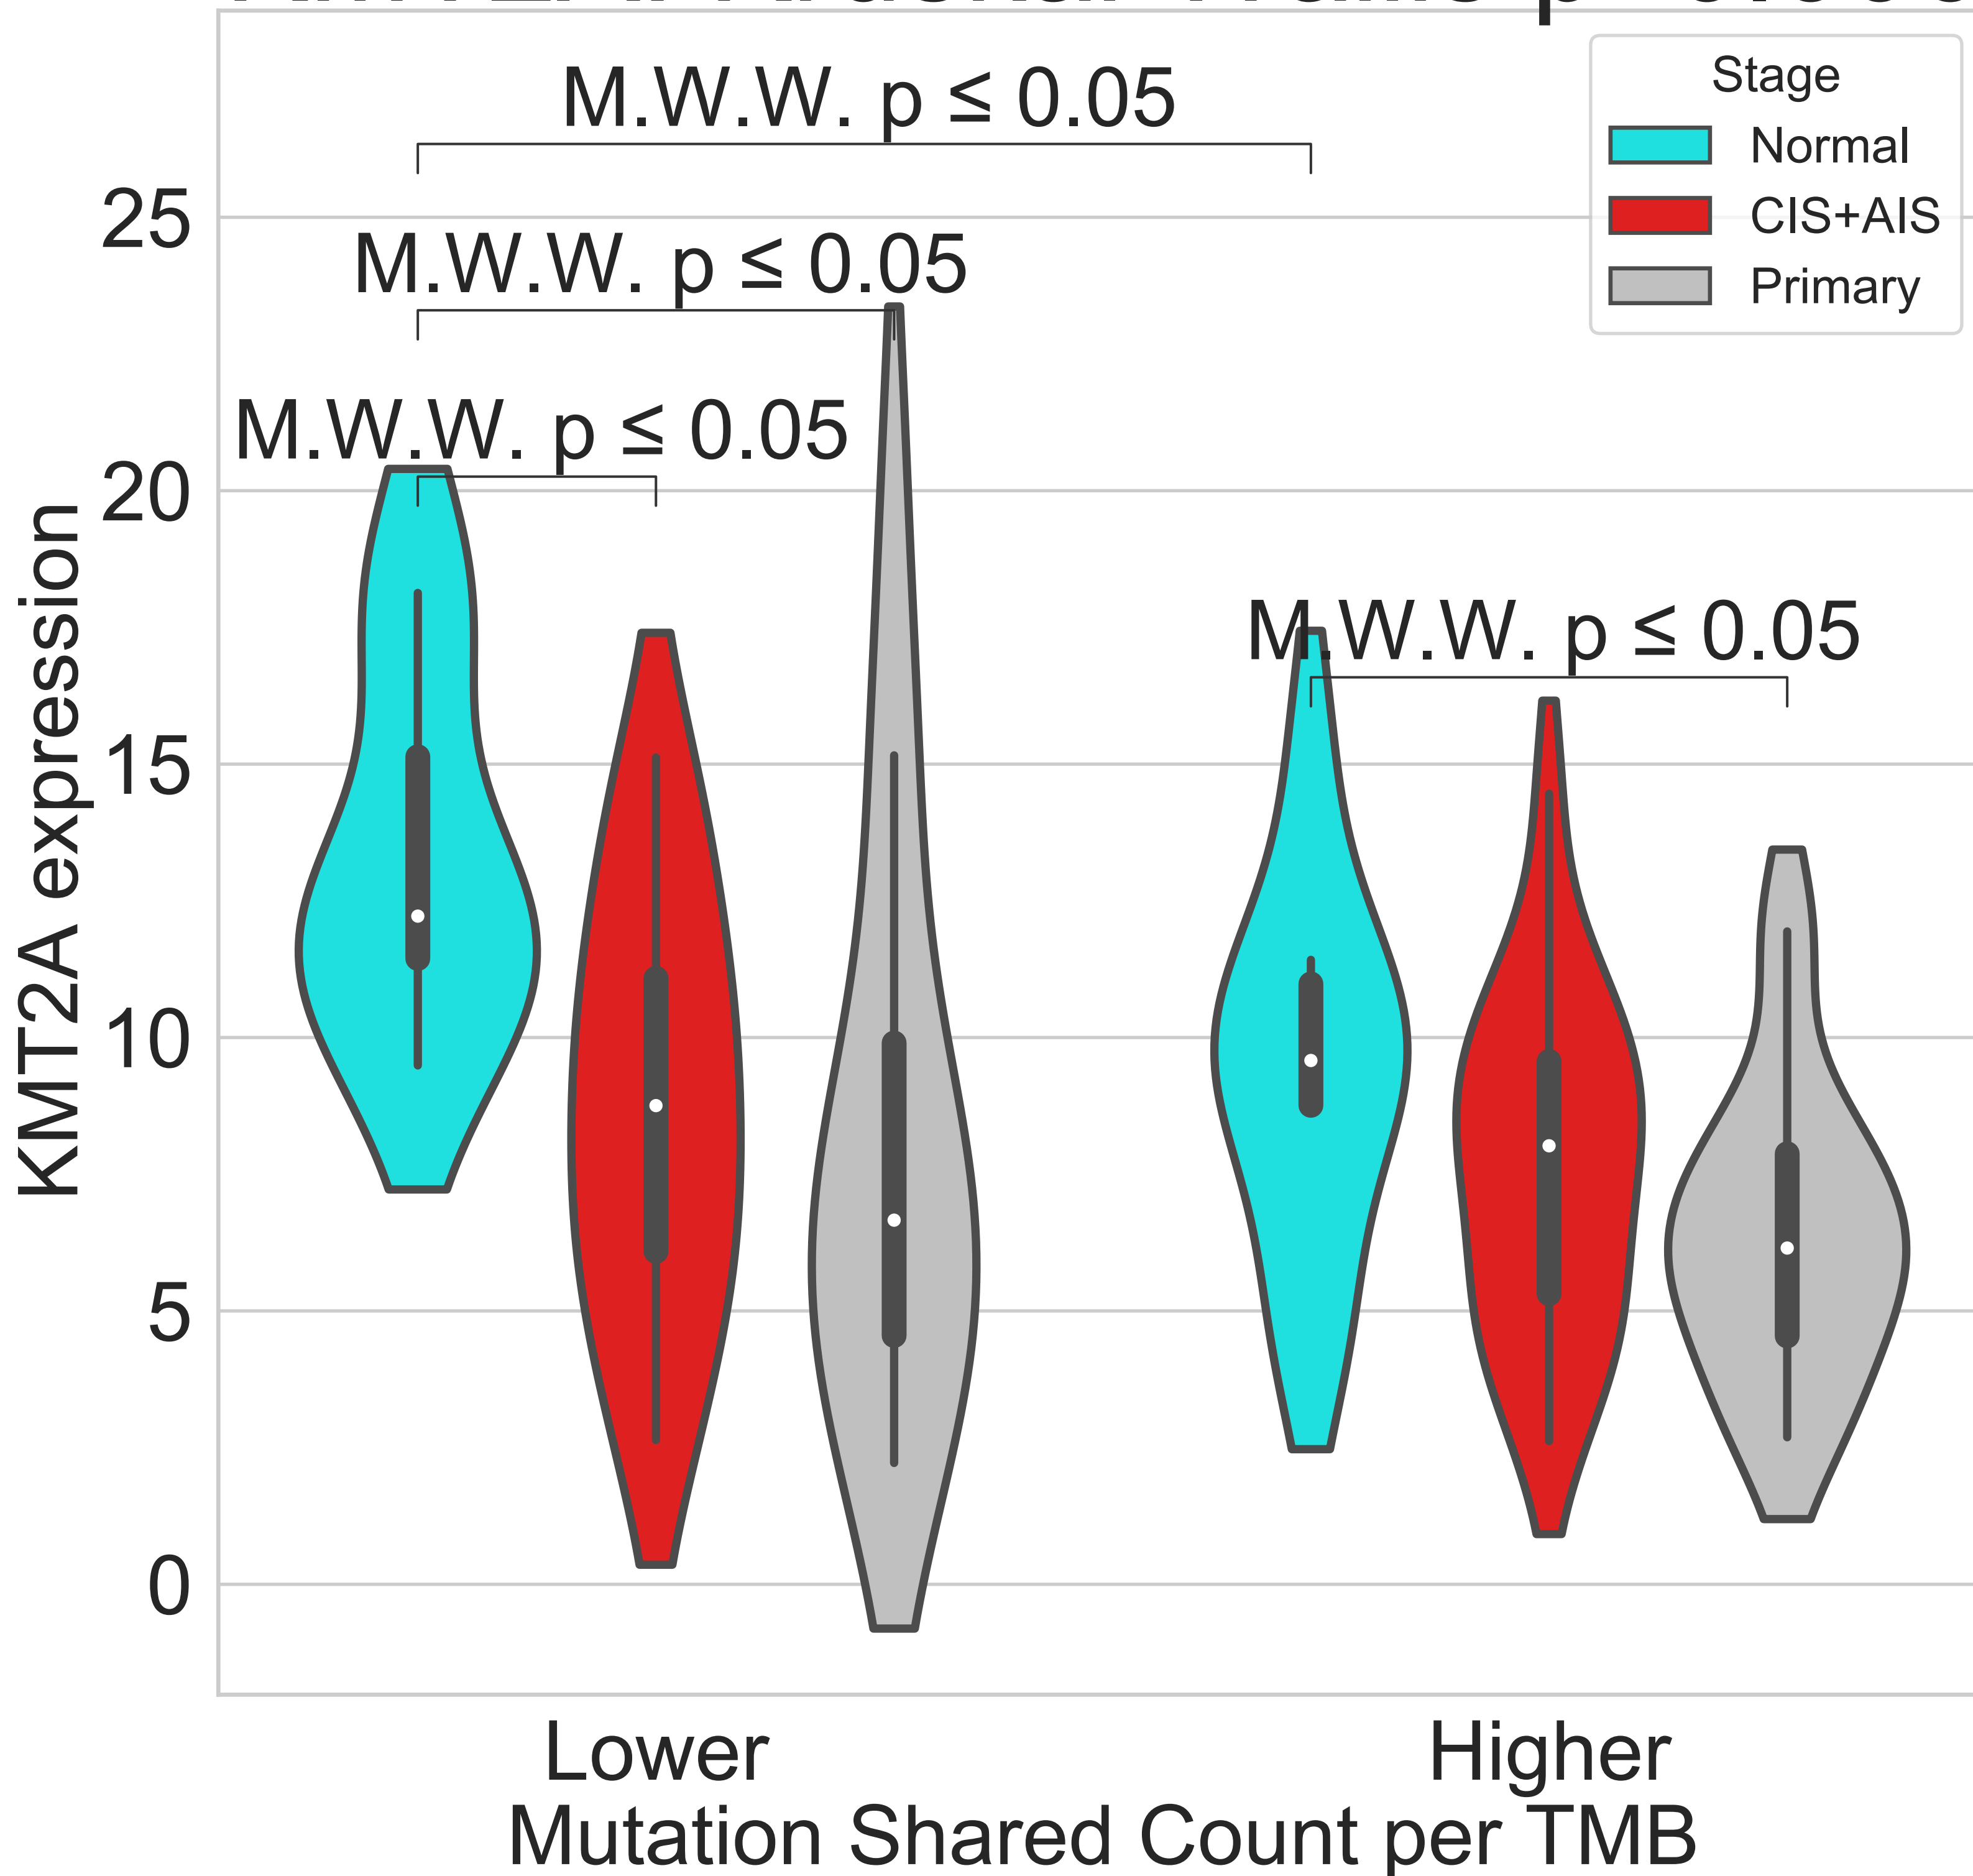 M.W.W. p ≤ 0.05
Stage
Normal
CIS+AIS
Primary
25
M.W.W. p ≤ 0.05
M.W.W. p ≤ 0.05
20
M.W.W. p ≤ 0.05
15
10
5
0
KMT2A expression
Lower
Higher
Mutation Shared Count per TMB